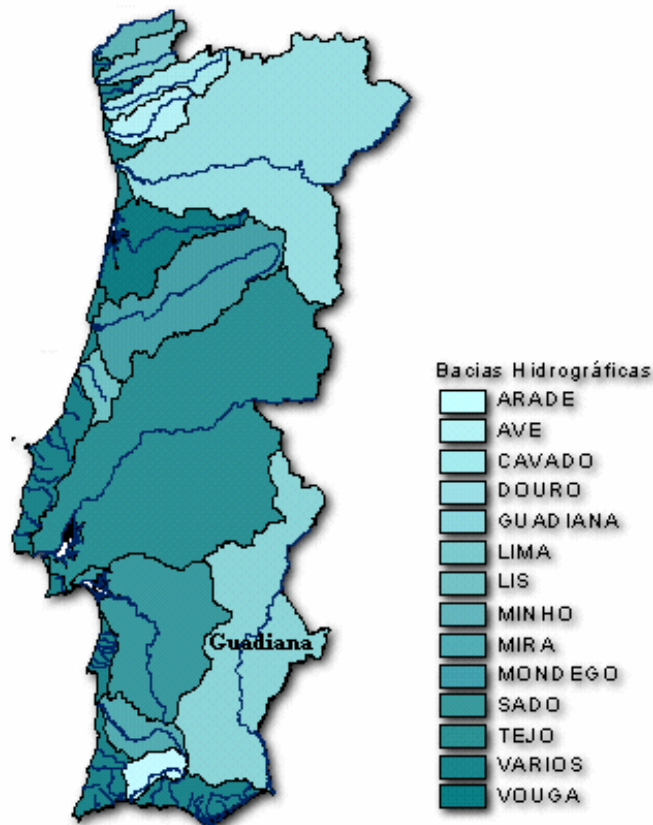 Bacias Hidrográficas
ARADE
AVE
CAVADO
DOURO
GUADIANA
LIMA
LIS
MINHO
MIRA
MONDEGO
SADO
TEJO
VARIOS
VOUGA
Guadiana